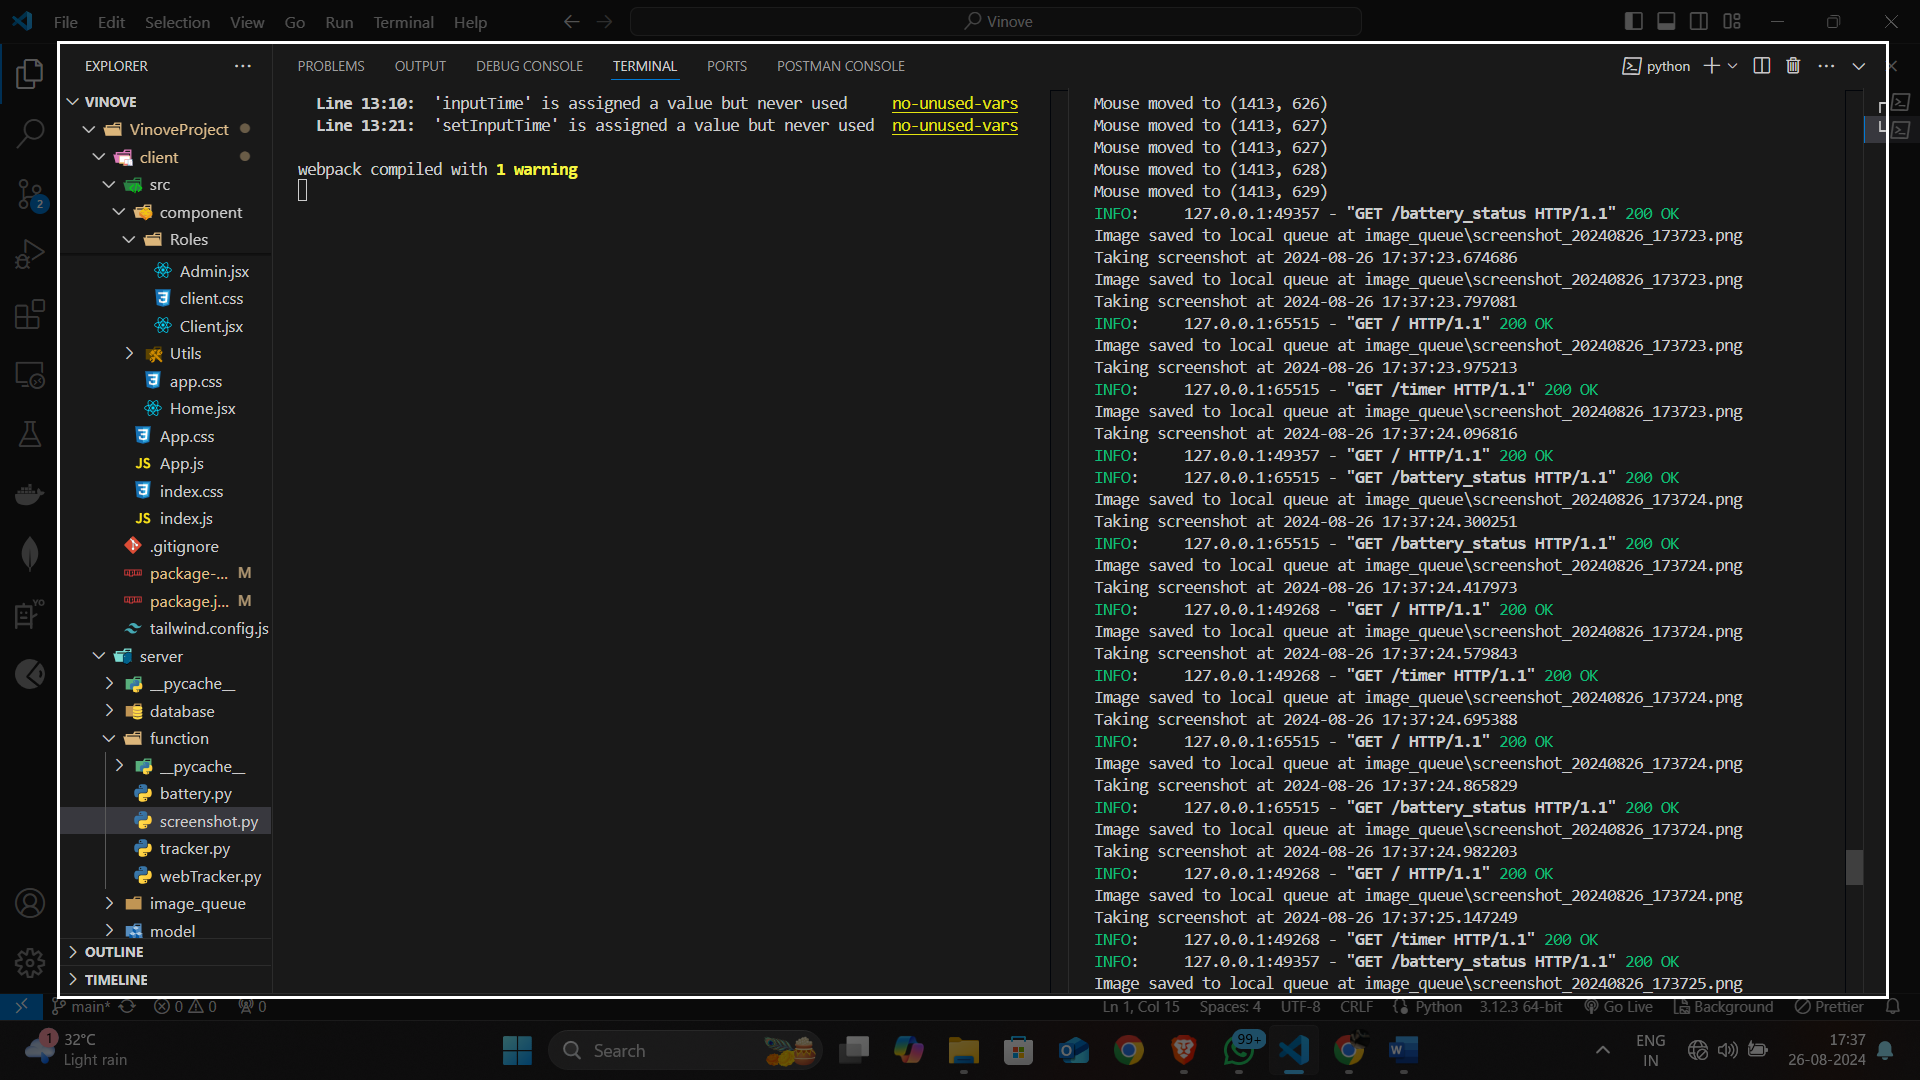 File Edit Selection View Go Run Terminal Help
Vinove
EXPLORER
VINOVE
VinoveProject
client
src
component
Roles
Admin.jsx
client.css
Client.jsx
Utils
app.css
Home.jsx
App.css
JS App.js
index.css
JS index.js
.gitignore
package-... M
package.j... M
tailwind.config.js
server
__pycache__
database
function
__pycache__
battery.py
screenshot.py
tracker.py
webTracker.py
image_queue
model
OUTLINE
TIMELINE
2
YO
PROBLEMS OUTPUT DEBUG CONSOLE TERMINAL PORTS POSTMAN CONSOLE
python
Line 13:10: 'inputTime' is assigned a value but never used no-unused-vars
Line 13:21: 'setInputTime' is assigned a value but never used no-unused-vars
webpack compiled with 1 warning
Mouse moved to (1413, 626)
Mouse moved to (1413, 627)
Mouse moved to (1413, 627)
Mouse moved to (1413, 628)
Mouse moved to (1413, 629)
INFO: 127.0.0.1:49357 - "GET /battery_status HTTP/1.1" 200 OK
Image saved to local queue at image_queue\screenshot_20240826_173723.png
Taking screenshot at 2024-08-26 17:37:23.674686
Image saved to local queue at image_queue\screenshot_20240826_173723.png
Taking screenshot at 2024-08-26 17:37:23.797081
INFO: 127.0.0.1:65515 - "GET / HTTP/1.1" 200 OK
Image saved to local queue at image_queue\screenshot_20240826_173723.png
Taking screenshot at 2024-08-26 17:37:23.975213
INFO: 127.0.0.1:65515 - "GET /timer HTTP/1.1" 200 OK
Image saved to local queue at image_queue\screenshot_20240826_173723.png
Taking screenshot at 2024-08-26 17:37:24.096816
INFO: 127.0.0.1:49357 - "GET / HTTP/1.1" 200 OK
INFO: 127.0.0.1:65515 - "GET /battery_status HTTP/1.1" 200 OK
Image saved to local queue at image_queue\screenshot_20240826_173724.png
Taking screenshot at 2024-08-26 17:37:24.300251
INFO: 127.0.0.1:65515 - "GET /battery_status HTTP/1.1" 200 OK
Image saved to local queue at image_queue\screenshot_20240826_173724.png
Taking screenshot at 2024-08-26 17:37:24.417973
INFO: 127.0.0.1:49268 - "GET / HTTP/1.1" 200 OK
Image saved to local queue at image_queue\screenshot_20240826_173724.png
Taking screenshot at 2024-08-26 17:37:24.579843
INFO: 127.0.0.1:49268 - "GET /timer HTTP/1.1" 200 OK
Image saved to local queue at image_queue\screenshot_20240826_173724.png
Taking screenshot at 2024-08-26 17:37:24.695388
INFO: 127.0.0.1:65515 - "GET / HTTP/1.1" 200 OK
Image saved to local queue at image_queue\screenshot_20240826_173724.png
Taking screenshot at 2024-08-26 17:37:24.865829
INFO: 127.0.0.1:65515 - "GET /battery_status HTTP/1.1" 200 OK
Image saved to local queue at image_queue\screenshot_20240826_173724.png
Taking screenshot at 2024-08-26 17:37:24.982203
INFO: 127.0.0.1:49268 - "GET / HTTP/1.1" 200 OK
Image saved to local queue at image_queue\screenshot_20240826_173724.png
Taking screenshot at 2024-08-26 17:37:25.147249
INFO: 127.0.0.1:49268 - "GET /timer HTTP/1.1" 200 OK
INFO: 127.0.0.1:49357 - "GET /battery_status HTTP/1.1" 200 OK
Image saved to local queue at image_queue\screenshot_20240826_173725.png
main* 0 0 0 Ln 1, Col 15 Spaces: 4 UTF-8 CRLF Python 3.12.3 64-bit Go Live Background Prettier
1 32°C
Light rain
Search
99+
ENG
IN
17:37
26-08-2024